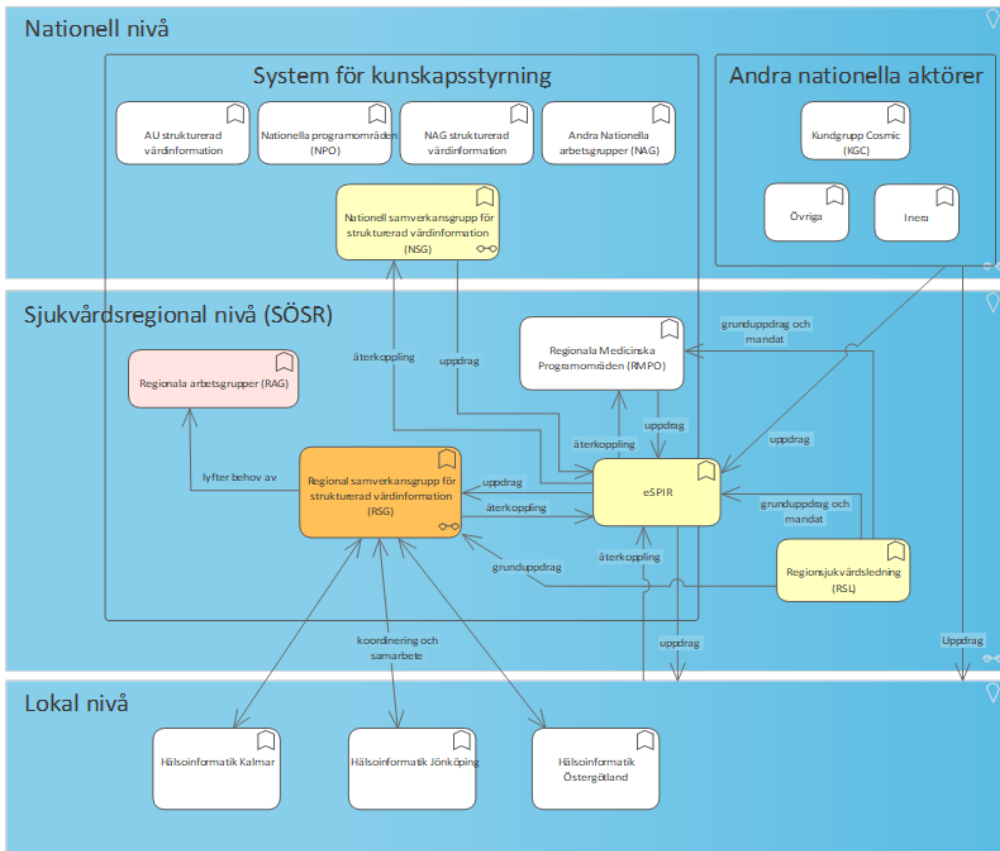 Nationell nivå
System för kunskapsstyrning
Andra nationella aktörer
AU strukturerad
vårdinformation
Nationella programområden
(NPO)
NAG strukturerad
vårdinformation
Andra Nationella
arbetsgrupper (NAG)
Kundgrupp Cosmic
(KGC)
Nationell samverkansgrupp för
strukturerad vårdinformation
(NSG)
Övriga
Inera
Sjukvårdsregional nivå (SÖSR)
återkoppling
uppdrag
Regionala Medicinska
Programområden (RMPO)
grunduppdrag och
mandat
Regionala arbetsgrupper (RAG)
uppdrag
återkoppling
uppdrag
lyfter behov av
Regional samverkansgrupp för
strukturerad vårdinformation
(RSG)
uppdrag
återkoppling
eSPIR
grunduppdrag och
mandat
grunduppdrag
återkoppling
Regionsjukvårdsledning
(RSL)
koordinering och
samarbete
uppdrag
Uppdrag
Lokal nivå
Hälsoinformatik Kalmar
Hälsoinformatik Jönköping
Hälsoinformatik
Östergötland